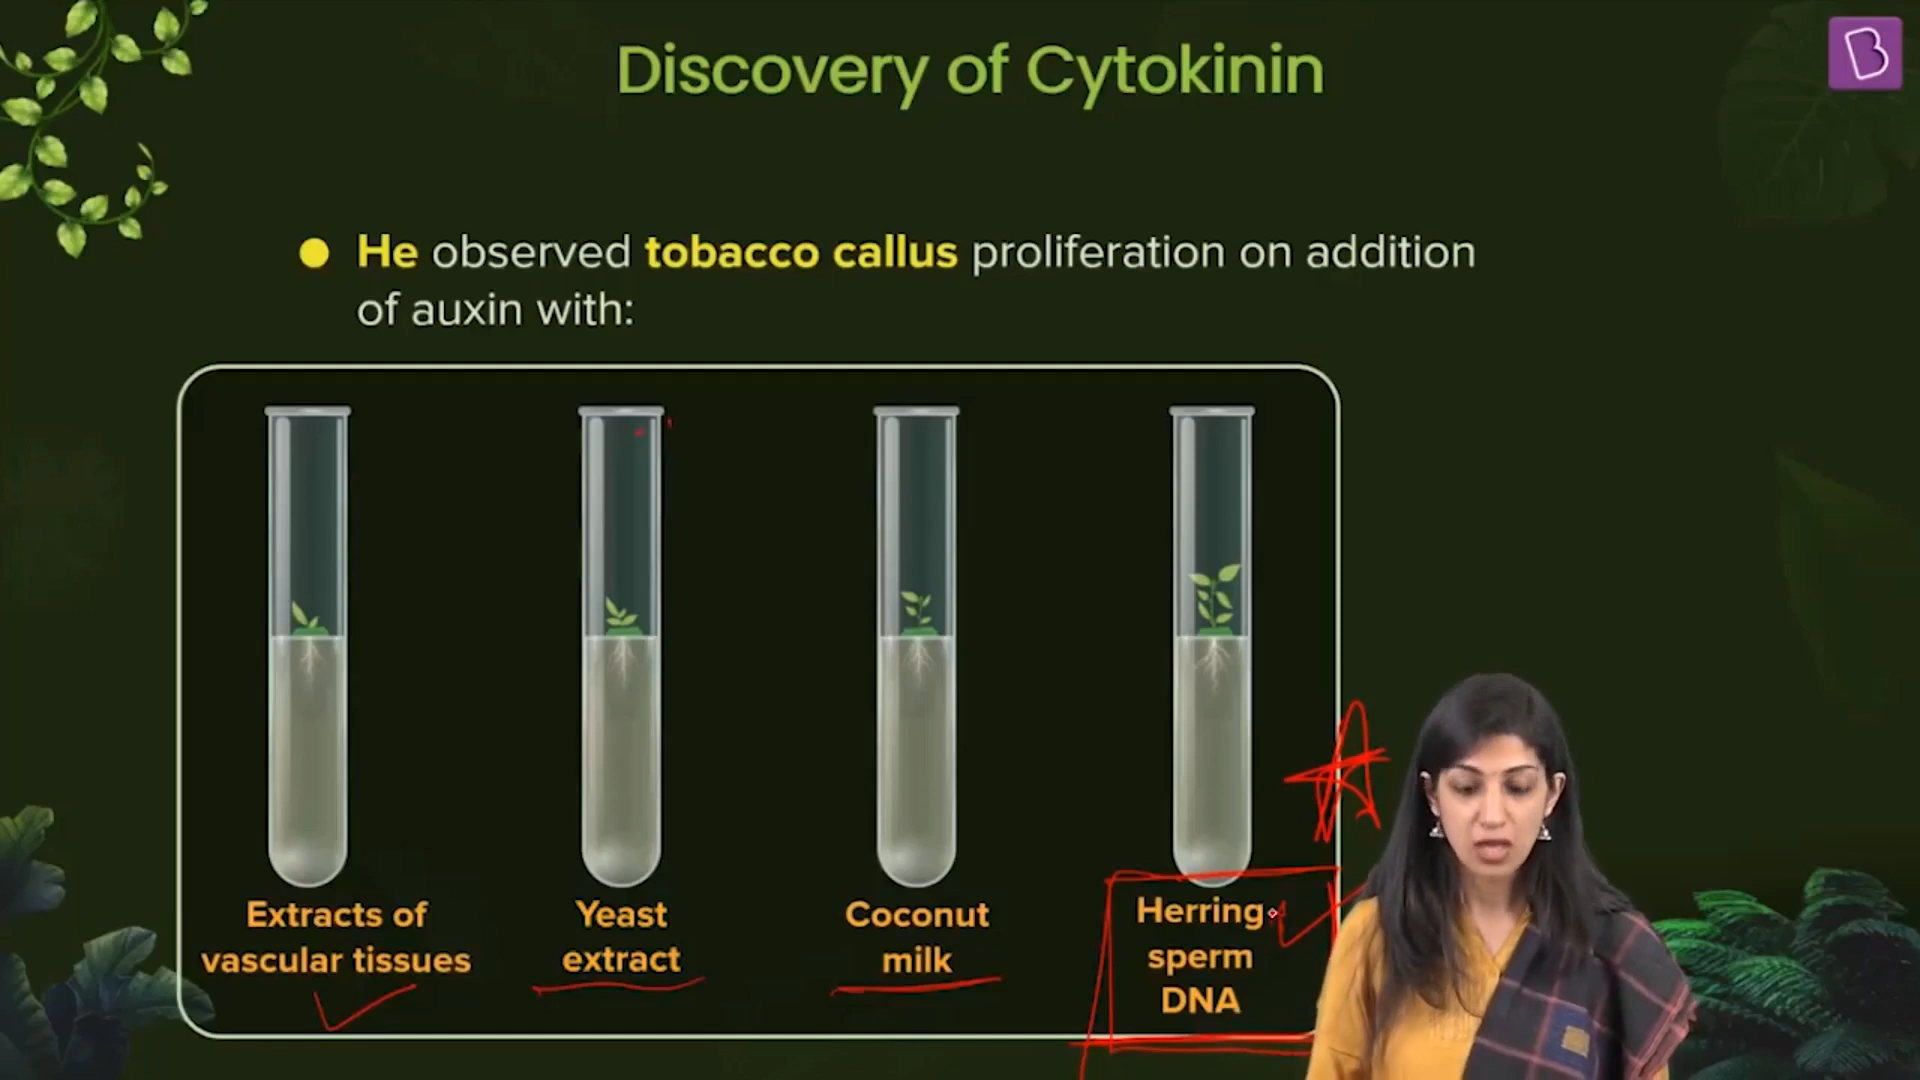 Discovery of Cytokinin
B
He observed tobacco callus proliferation on addition
of auxin with:
Extracts of
vascular tissues
Yeast
extract
Coconut
milk
Herring
sperm
DNA